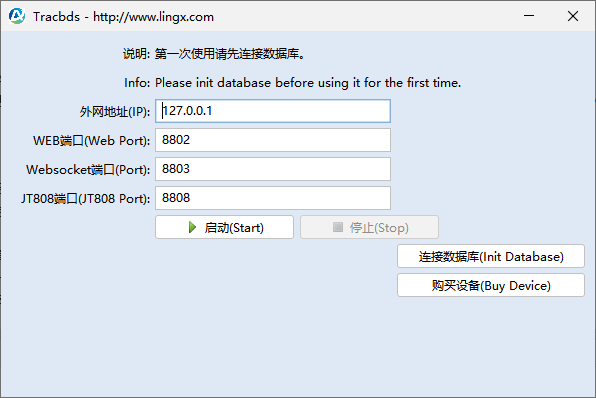 Tracbds - http://www.lingx.com
说明: 第一次使用请先连接数据库。
Info: Please init database before using it for the first time.
外网地址(IP): 127.0.0.1
WEB端口(Web Port): 8802
Websocket端口(Port): 8803
JT808端口(JT808 Port): 8808
启动(Start) 停止(Stop)
连接数据库(Init Database)
购买设备(Buy Device)